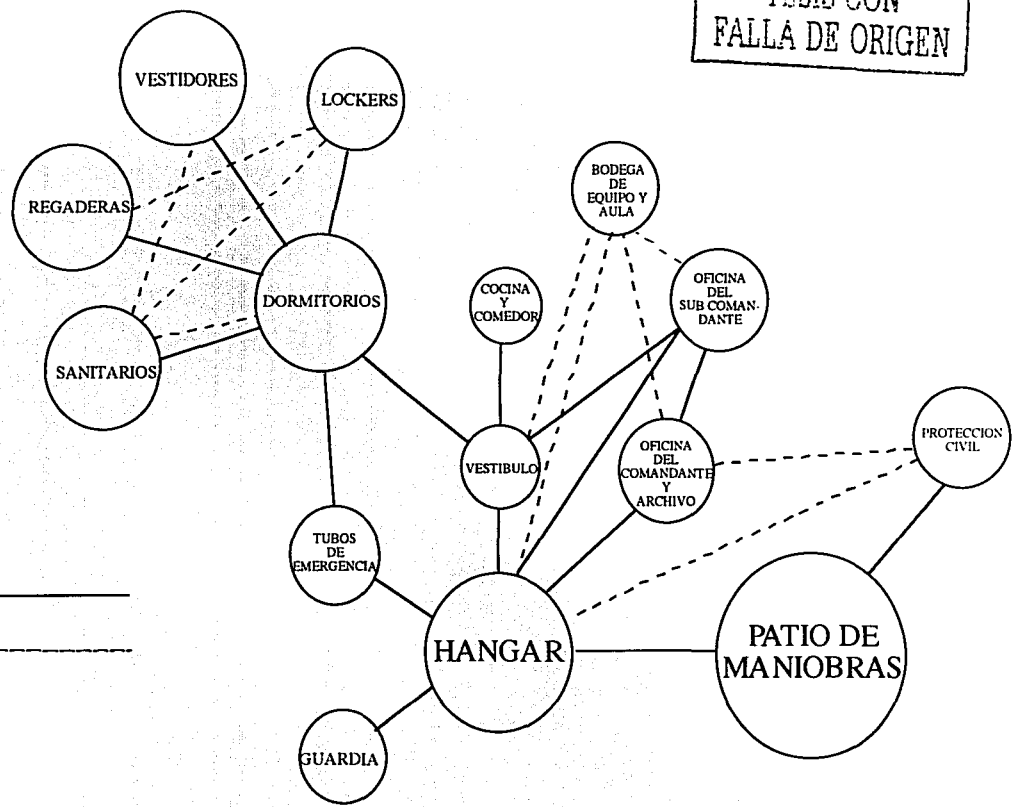 FALLA DE ORIGEN
VESTIDORES
LOCKERS
REGADERAS
BODEGA
DE
EQUIPO Y
AULA
DORMITORIOS
COCINA
Y
COMEDOR
OFICINA
DEL
SUB COMAN-
DANTE
SANITARIOS
VESTIBULO
OFICINA
DEL
COMANDANTE
Y
ARCHIVO
PROTECCION
CIVIL
TUBOS
DE
EMERGENCIA
HANGAR
PATIO DE
MANIOBRAS
GUARDIA